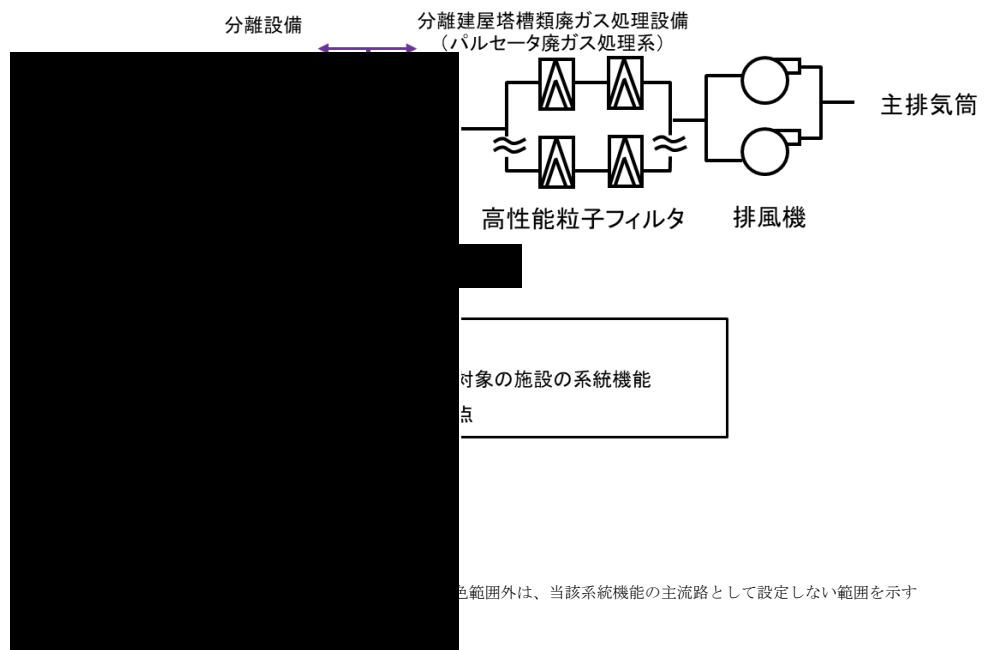 分離設備
分離建屋塔槽類廃ガス処理設備
（パルセータ廃ガス処理系）
主排気筒
高性能粒子フィルタ
排風機
対象の施設の系統機能
点
色範囲外は、当該系統機能の主流路として設定しない範囲を示す